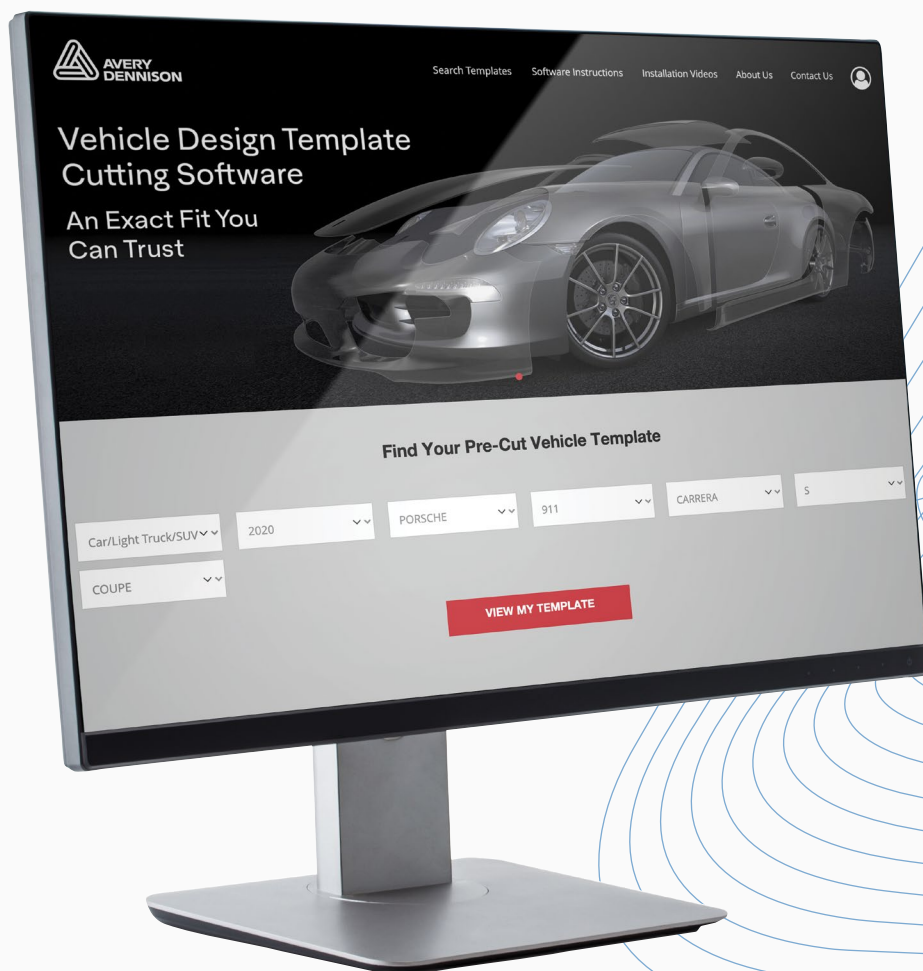 AVERY
DENNISON
Search Templates Software Instructions Installation Videos About Us Contact Us
Vehicle Design Template
Cutting Software
An Exact Fit You
Can Trust
Find Your Pre-Cut Vehicle Template
Car/Light Truck/SUV 2020 PORSCHE 911 CARRERA S
COUPE
VIEW MY TEMPLATE